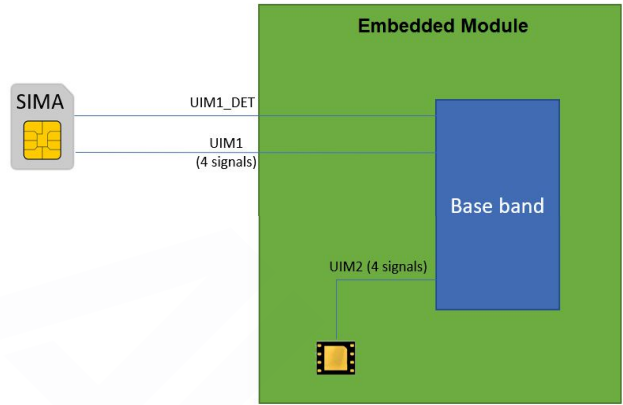 Embedded Module
SIMA
UIM1_DET
UIM1
(4 signals)
Base band
UIM2 (4 signals)